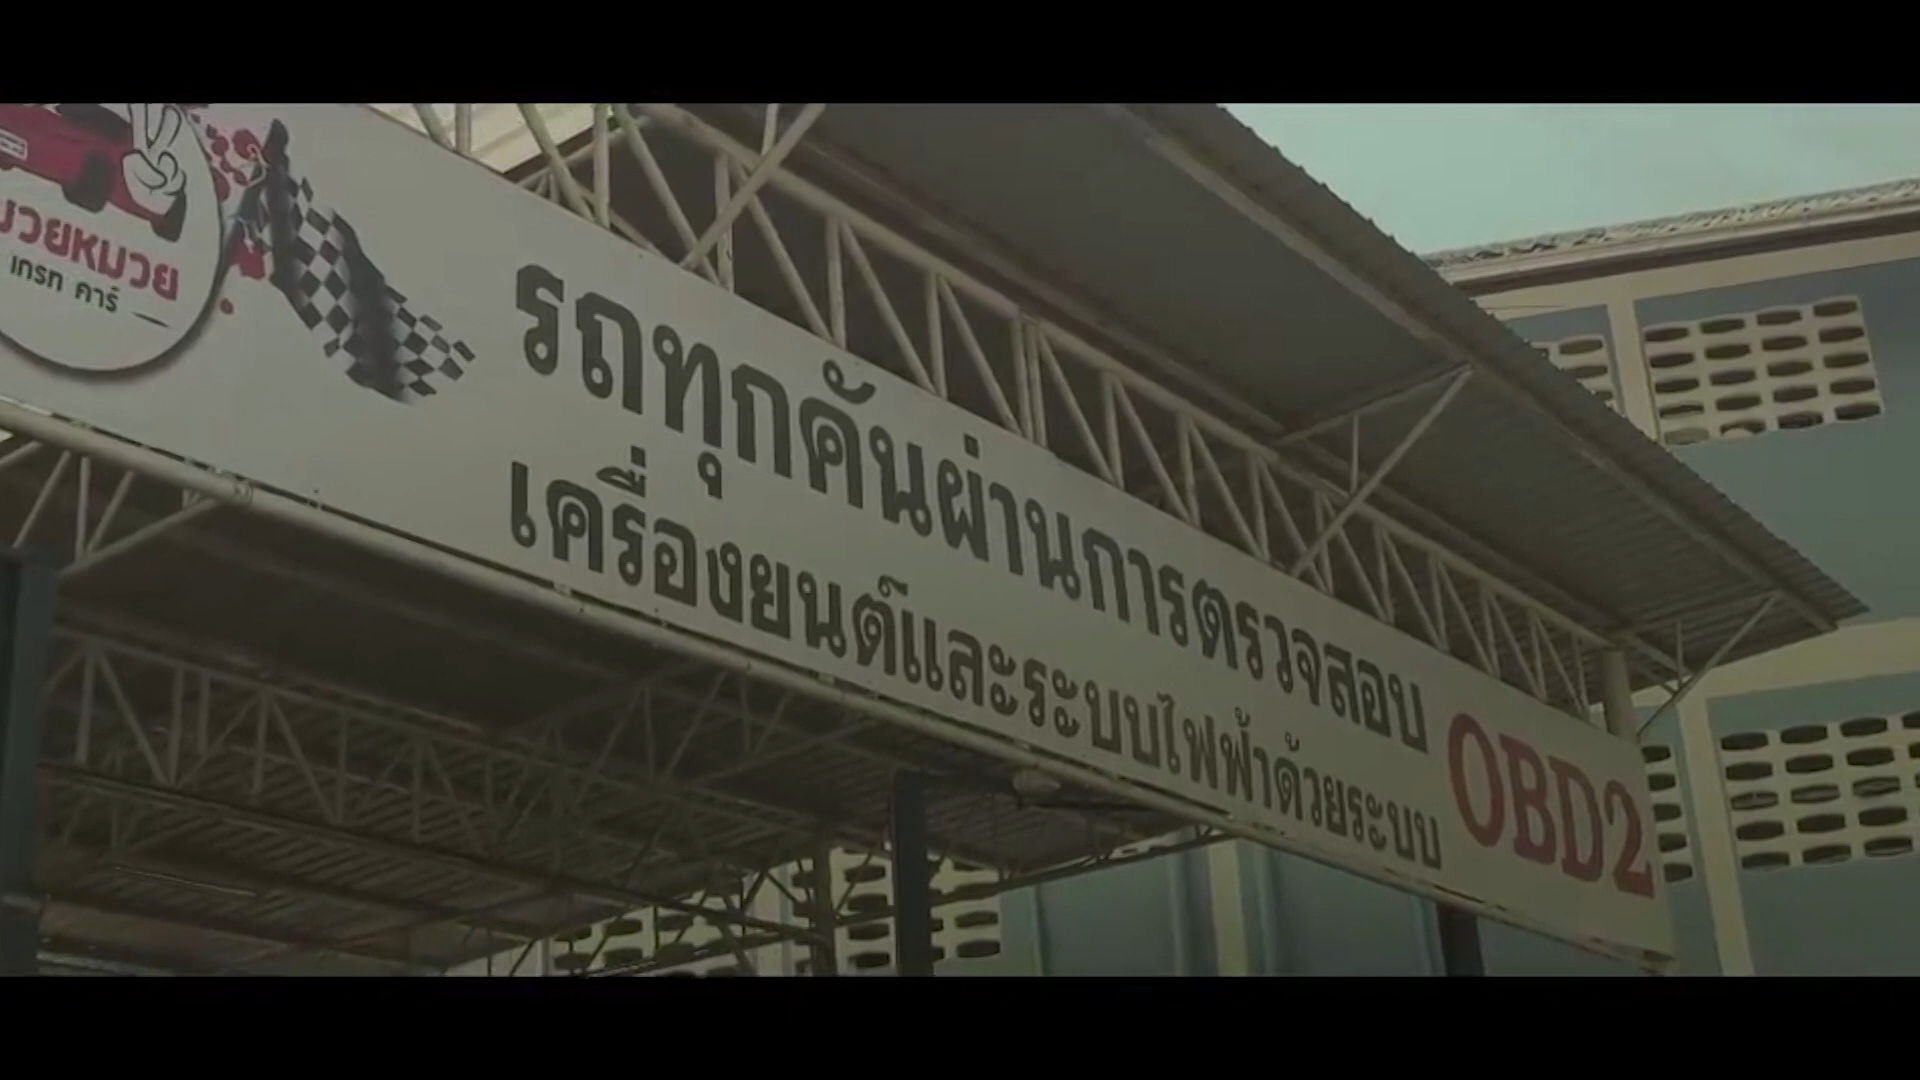 หมวย
เกรท คาร์
รถทุกคันผ่านการตรวจสอบ
เครื่องยนต์และระบบไฟฟ้าด้วยระบบ OBD2